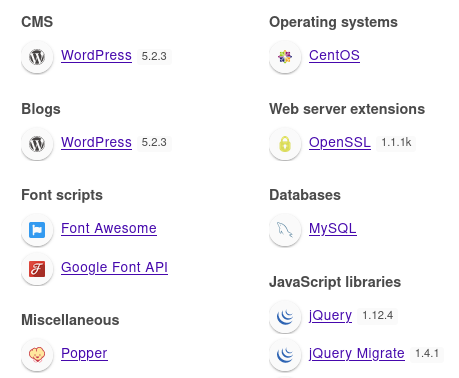 CMS
WordPress 5.2.3
Blogs
WordPress 5.2.3
Font scripts
Font Awesome
Google Font API
Miscellaneous
Popper
Operating systems
CentOS
Web server extensions
OpenSSL 1.1.1k
Databases
MySQL
JavaScript libraries
jQuery 1.12.4
jQuery Migrate 1.4.1